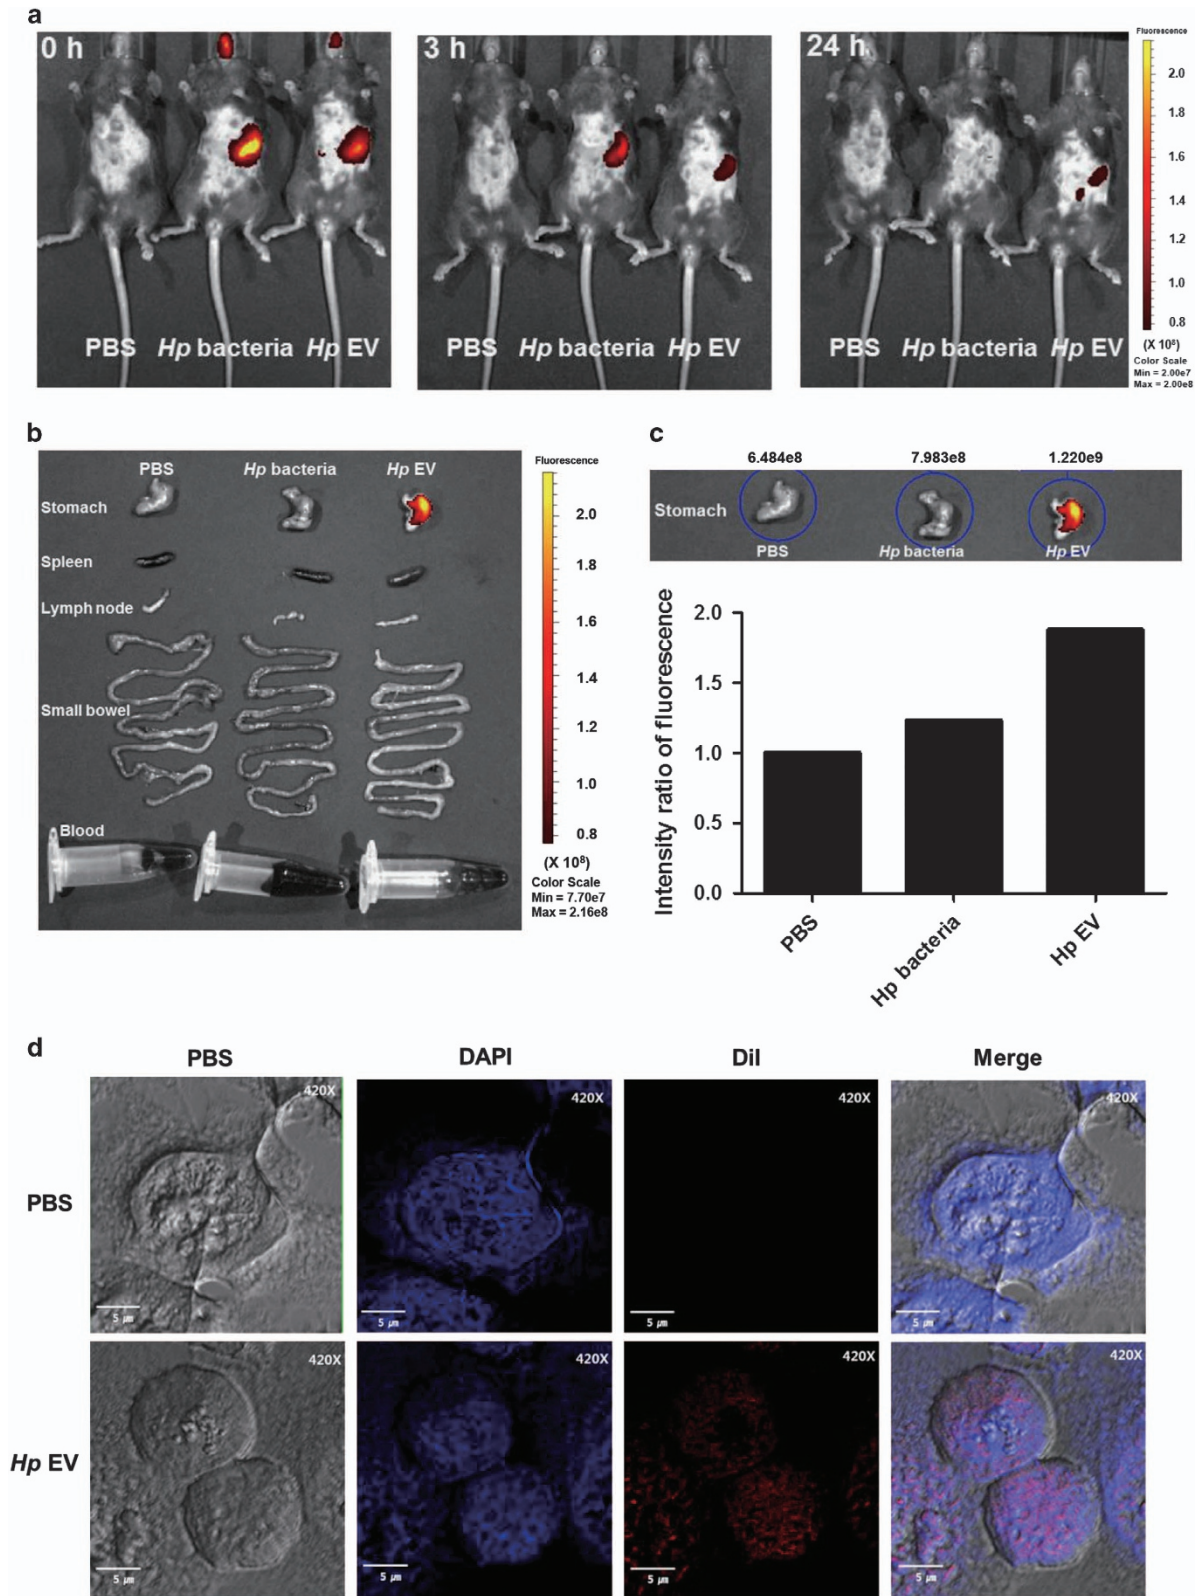 a
0 h
3 h
24 h
Fluorescence
2.0
1.8
1.6
1.4
1.2
1.0
0.8
(X 10⁸)
Color Scale
Min = 2.00e7
Max = 2.00e8
PBS Hp bacteria Hp EV
PBS Hp bacteria Hp EV
PBS Hp bacteria Hp EV
b
PBS Hp bacteria Hp EV
Stomach
Spleen
Lymph node
Small bowel
Blood
Fluorescence
2.0
1.8
1.6
1.4
1.2
1.0
0.8
(X 10⁸)
Color Scale
Min = 7.70e7
Max = 2.16e8
c
6.484e8 7.983e8 1.220e9
Stomach
PBS Hp bacteria Hp EV
Intensity ratio of fluorescence
2.0
1.5
1.0
0.5
0.0
PBS
Hp bacteria
Hp EV
d
PBS DAPI Dil Merge
PBS
420X 420X 420X 420X
5 μm 5 μm 5 μm 5 μm
Hp EV
420X 420X 420X 420X
5 μm 5 μm 5 μm 5 μm